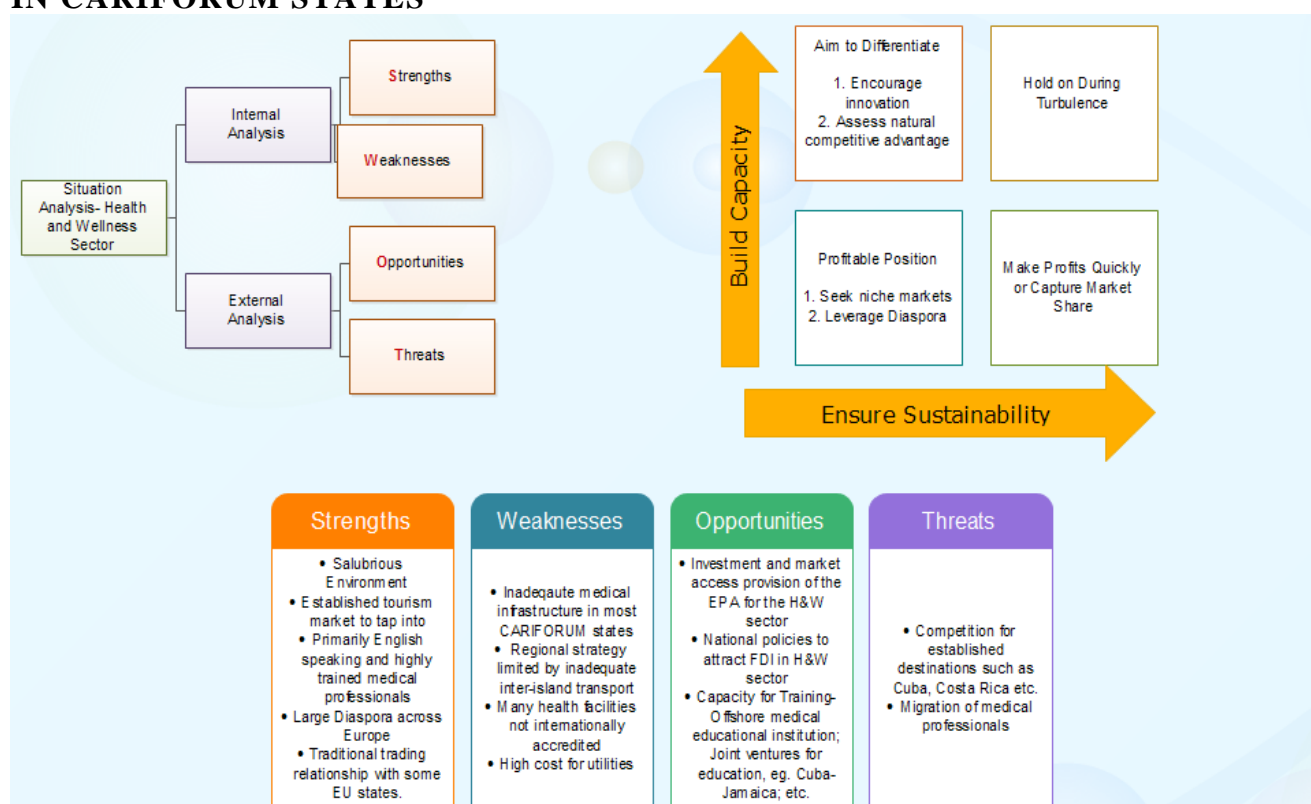 IN CARIFORUM STATES
Situation
Analysis- Health
and Wellness
Sector
Internal
Analysis
External
Analysis
Strengths
Weaknesses
Opportunities
Threats
Build Capacity
Aim to Differentiate
1. Encourage
innovation
2. Assess natural
competitive advantage
Hold on During
Turbulence
Profitable Position
1. Seek niche markets
2. Leverage Diaspora
Make Profits Quickly
or Capture Market
Share
Ensure Sustainability
Strengths
• Salubrious
Environment
• Established tourism
market to tap into
• Primarily English
speaking and highly
trained medical
professionals
• Large Diaspora across
Europe
• Traditional trading
relationship with some
EU states.
Weaknesses
• Inadeqaute medical
infastructure in most
CARIFORUM states
• Regional strategy
limited by inadequate
inter-island transport
• Many health facilities
not internationally
accredited
• High cost for utilities
Opportunities
• Investment and market
access provision of the
EPA for the H&W
sector
• National policies to
attract FDI in H&W
sector
• Capacity for Training-
Offshore medical
educational institution;
Joint ventures for
education, eg. Cuba-
Jamaica; etc.
Threats
• Competition for
established
destinations such as
Cuba, Costa Rica etc.
• Migration of medical
professionals